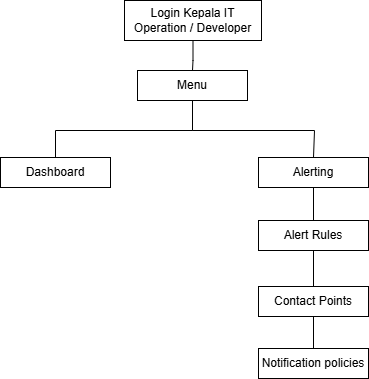 Login Kepala IT
Operation / Developer
Menu
Dashboard
Alerting
Alert Rules
Contact Points
Notification policies